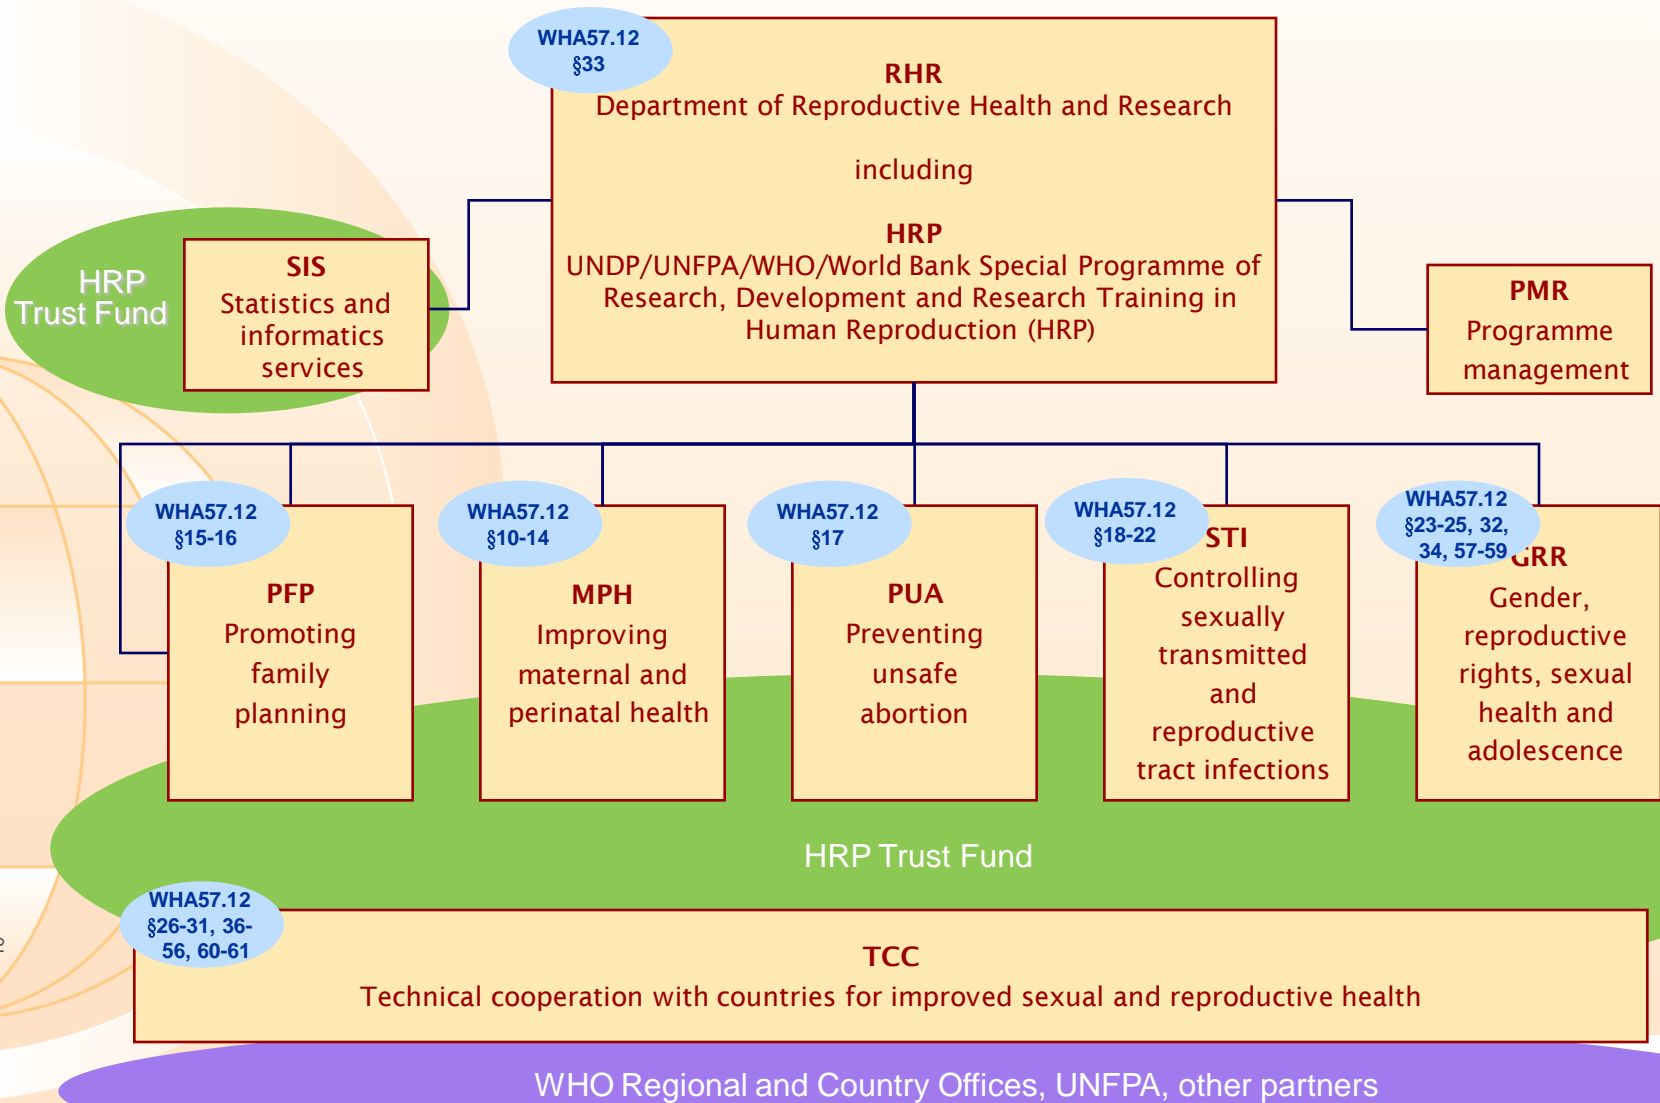 WHA57.12
§33
RHR
Department of Reproductive Health and Research
including
HRP
UNDP/UNFPA/WHO/World Bank Special Programme of
Research, Development and Research Training in
Human Reproduction (HRP)
HRP
Trust Fund
SIS
Statistics and
informatics
services
PMR
Programme
management
WHA57.12
§15-16
PFP
Promoting
family
planning
WHA57.12
§10-14
MPH
Improving
maternal and
perinatal health
WHA57.12
§17
PUA
Preventing
unsafe
abortion
WHA57.12
§18-22
STI
Controlling
sexually
transmitted
and
reproductive
tract infections
WHA57.12
§23-25, 32,
34, 57-59
GRR
Gender,
reproductive
rights, sexual
health and
adolescence
HRP Trust Fund
WHA57.12
§26-31, 36-
56, 60-61
TCC
Technical cooperation with countries for improved sexual and reproductive health
WHO Regional and Country Offices, UNFPA, other partners